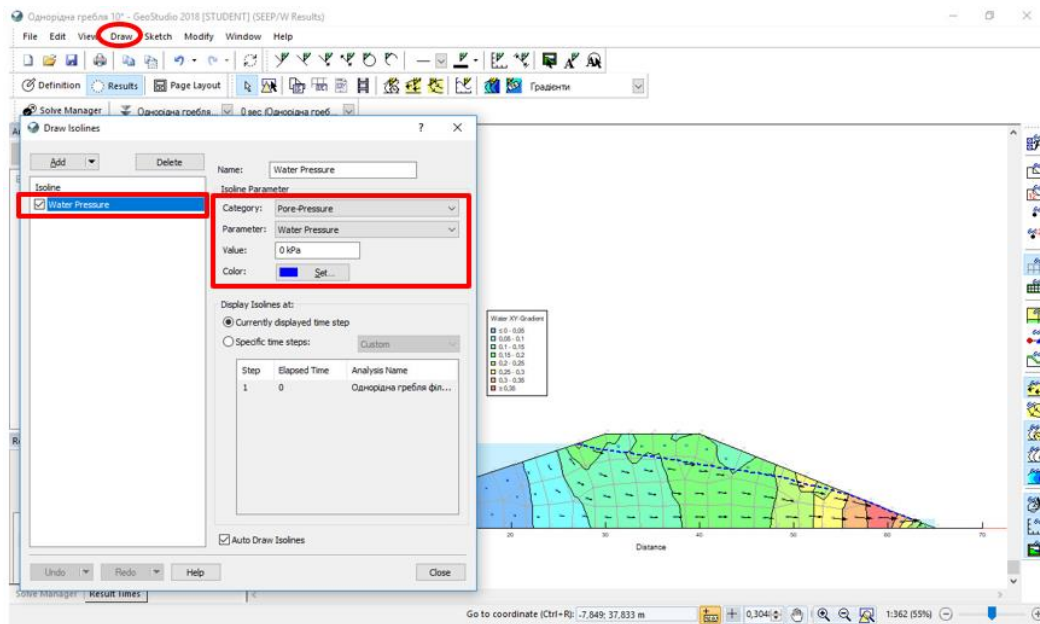 Однорідна гребля 10° - GeoStudio 2018 [STUDENT] (SEEP/W Results)
File Edit View Draw Sketch Modify Window Help
Definition Results Page Layout Градієнти
Solve Manager Однорідна гребля... 0 sec (Однорідна греб...
Draw Isolines ? ×
Add Delete
Name: Water Pressure
Isoline
Water Pressure
Isoline Parameter
Category: Pore-Pressure
Parameter: Water Pressure
Value: 0 kPa
Color: Set...
Display Isolines at:
Currently displayed time step
Specific time steps: Custom
Step Elapsed Time Analysis Name
1 0 Однорідна гребля філ...
Auto Draw Isolines
Undo Redo Help Close
Water XY-Gradient
≤ 0 - 0,05
0,05 - 0,1
0,1 - 0,15
0,15 - 0,2
0,2 - 0,25
0,25 - 0,3
0,3 - 0,35
≥ 0,35
20 30 40 50 60 70
Distance
Solve Manager Result Times
Go to coordinate (Ctrl+R): -7,849; 37,833 m 1:362 (55%)